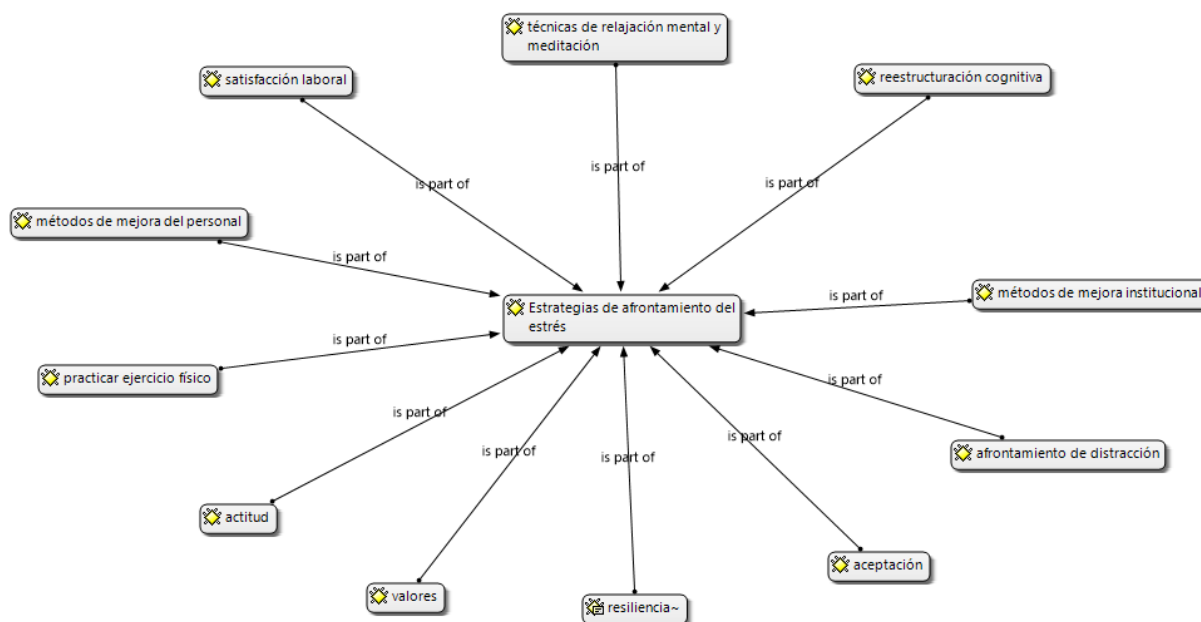 técnicas de relajación mental y
meditación
satisfacción laboral
reestructuración cognitiva
is part of
is part of
is part of
métodos de mejora del personal
is part of
métodos de mejora institucional
is part of
Estrategias de afrontamiento del
estrés
is part of
practicar ejercicio físico
is part of
is part of
is part of
is part of
is part of
afrontamiento de distracción
actitud
aceptación
valores
resiliencia~